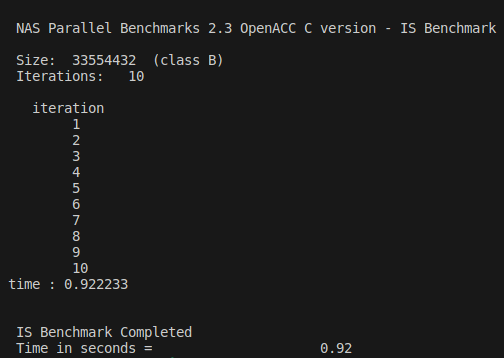 NAS Parallel Benchmarks 2.3 OpenACC C version - IS Benchmark
Size:  33554432  (class B)
Iterations:   10
iteration
1
2
3
4
5
6
7
8
9
10
time : 0.922233
IS Benchmark Completed
Time in seconds =                     0.92